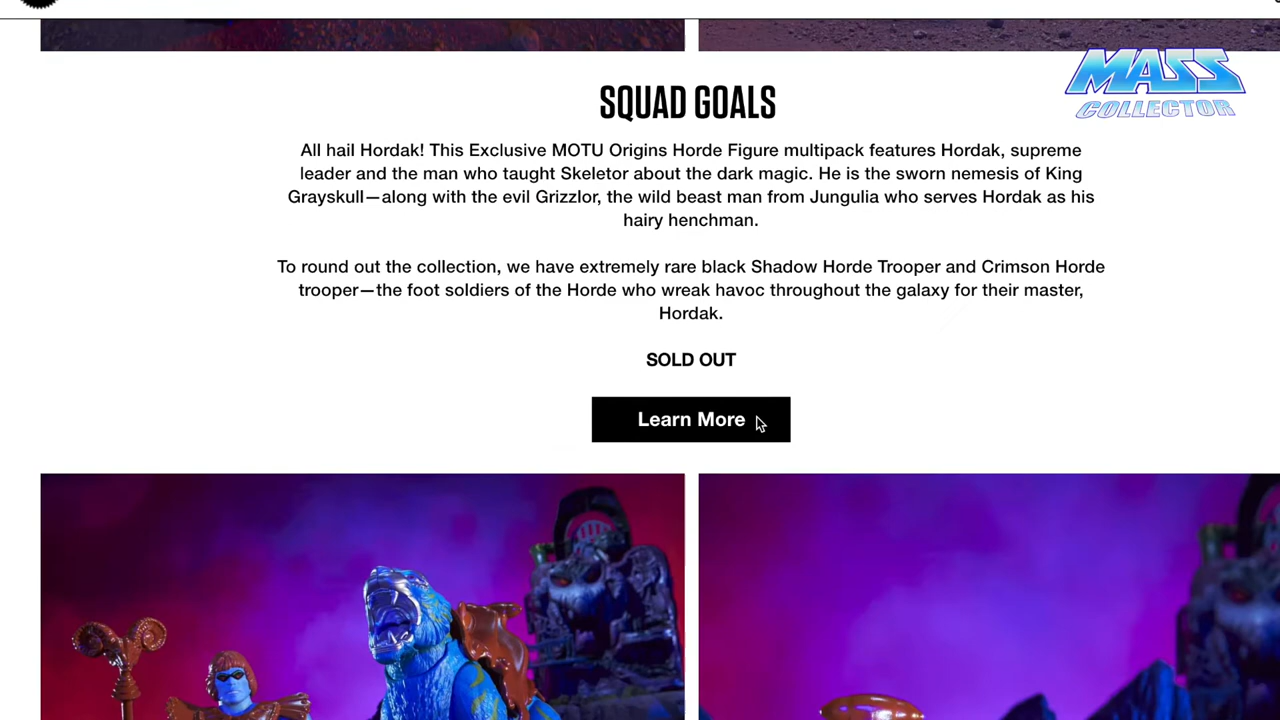 MASS
COLLECTOR
SQUAD GOALS
All hail Hordak! This Exclusive MOTU Origins Horde Figure multipack features Hordak, supreme
leader and the man who taught Skeletor about the dark magic. He is the sworn nemesis of King
Grayskull—along with the evil Grizzlor, the wild beast man from Jungulia who serves Hordak as his
hairy henchman.
To round out the collection, we have extremely rare black Shadow Horde Trooper and Crimson Horde
trooper—the foot soldiers of the Horde who wreak havoc throughout the galaxy for their master,
Hordak.
SOLD OUT
Learn More